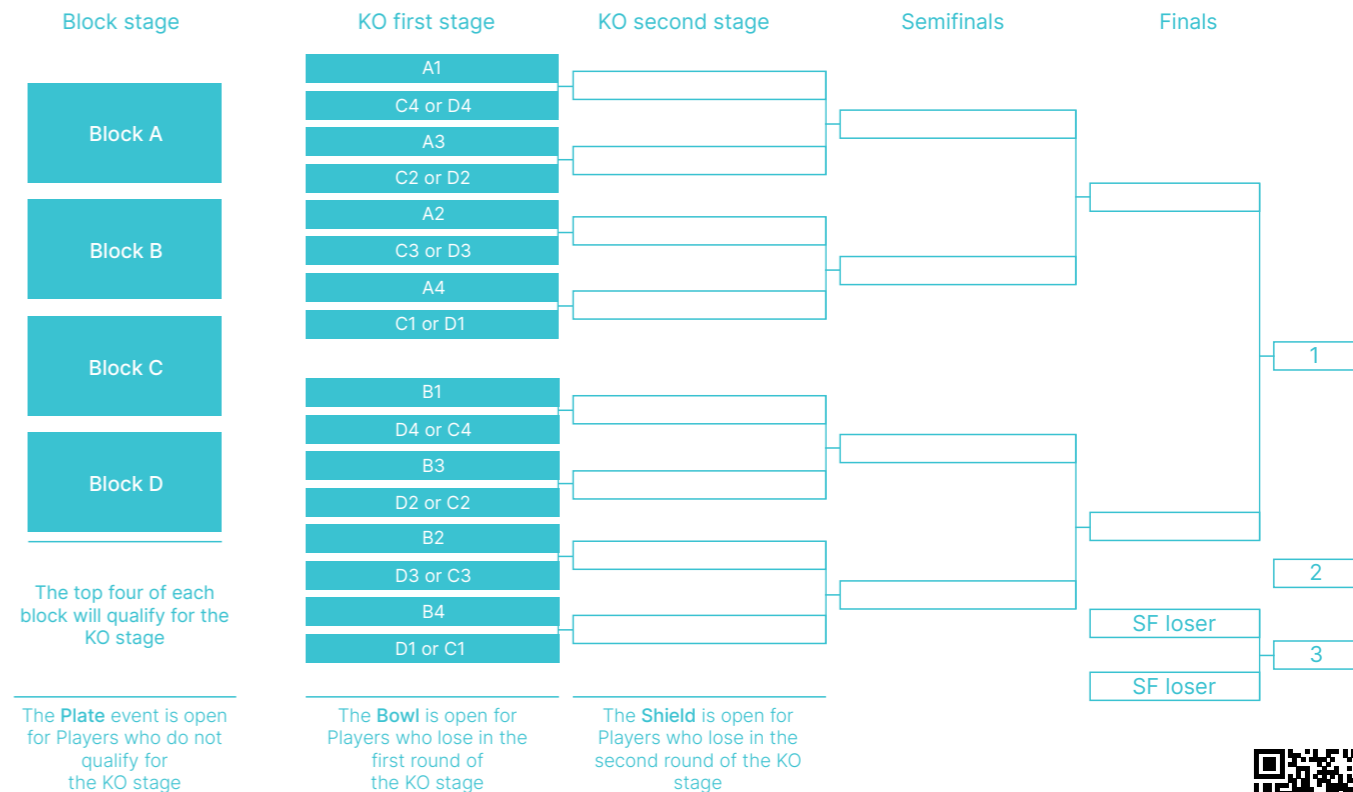 Block stage
KO first stage
KO second stage
Semifinals
Finals
Block A
Block B
Block C
Block D
The top four of each
block will qualify for the
KO stage
The Plate event is open
for Players who do not
qualify for
the KO stage
A1
C4 or D4
A3
C2 or D2
A2
C3 or D3
A4
C1 or D1
B1
D4 or C4
B3
D2 or C2
B2
D3 or C3
B4
D1 or C1
The Bowl is open for
Players who lose in the
first round of
the KO stage
The Shield is open for
Players who lose in the
second round of the KO
stage
SF loser
SF loser
1
2
3